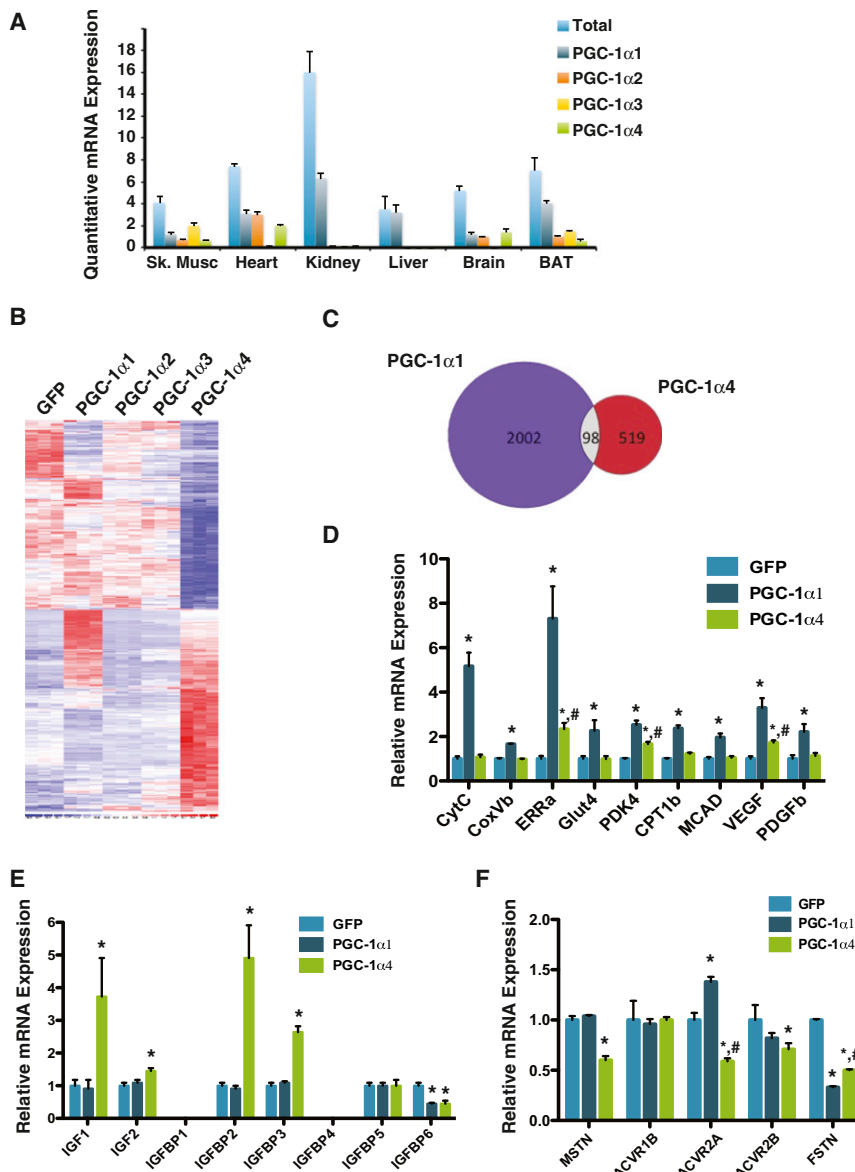 A
Total
PGC-1α1
PGC-1α2
PGC-1α3
PGC-1α4
Quantitative mRNA Expression
18
16
14
12
10
8
6
4
2
0
Sk. Musc Heart Kidney Liver Brain BAT
B
GFP PGC-1α1 PGC-1α2 PGC-1α3 PGC-1α4
C
PGC-1α1
PGC-1α4
2002 98 519
D
GFP
PGC-1α1
PGC-1α4
Relative mRNA Expression
10
8
6
4
2
0
* * * *,# * * *,# * * * *,# *
CytC CoxVb ERRa Glut4 PDK4 CPT1b MCAD VEGF PDGFb
E
GFP
PGC-1α1
PGC-1α4
Relative mRNA Expression
6
5
4
3
2
1
0
* * * * * *
IGF1 IGF2 IGFBP1 IGFBP2 IGFBP3 IGFBP4 IGFBP5 IGFBP6
F
GFP
PGC-1α1
PGC-1α4
Relative mRNA Expression
2.0
1.5
1.0
0.5
0.0
* * *,# * * *,#
MSTN ACVR1B ACVR2A ACVR2B FSTN